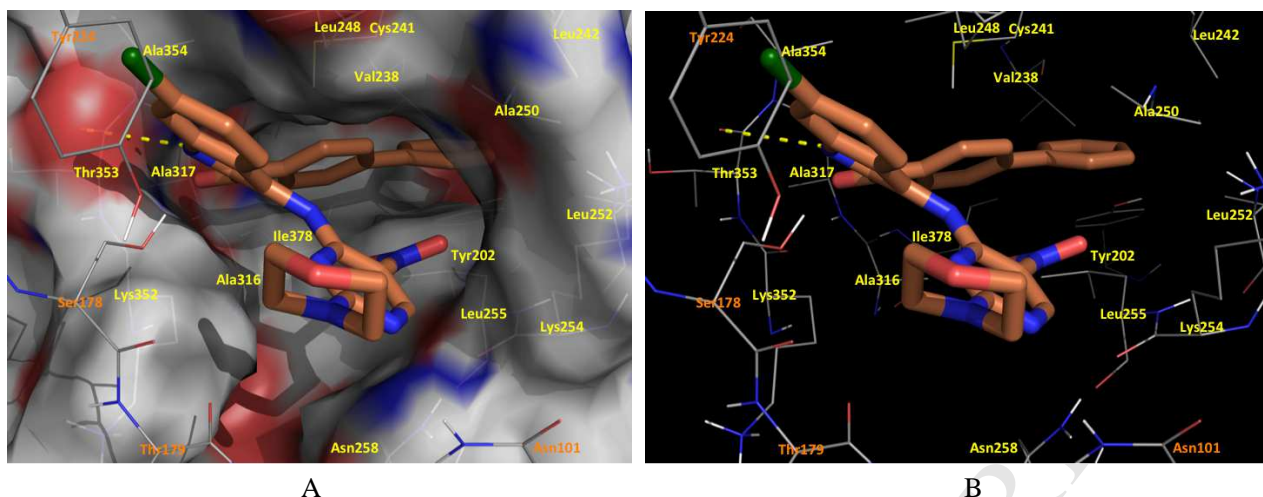 Tyr224
Ala354
Leu248 Cys241
Leu242
Val238
Ala250
Thr353
Ala317
Leu252
Ile378
Tyr202
Ala316
Ser178
Lys352
Leu255
Lys254
Thr179
Asn258
Asn101
A
Tyr224
Ala354
Leu248 Cys241
Leu242
Val238
Ala250
Thr353
Ala317
Leu252
Ile378
Tyr202
Ala316
Ser178
Lys352
Leu255
Lys254
Thr179
Asn258
Asn101
B